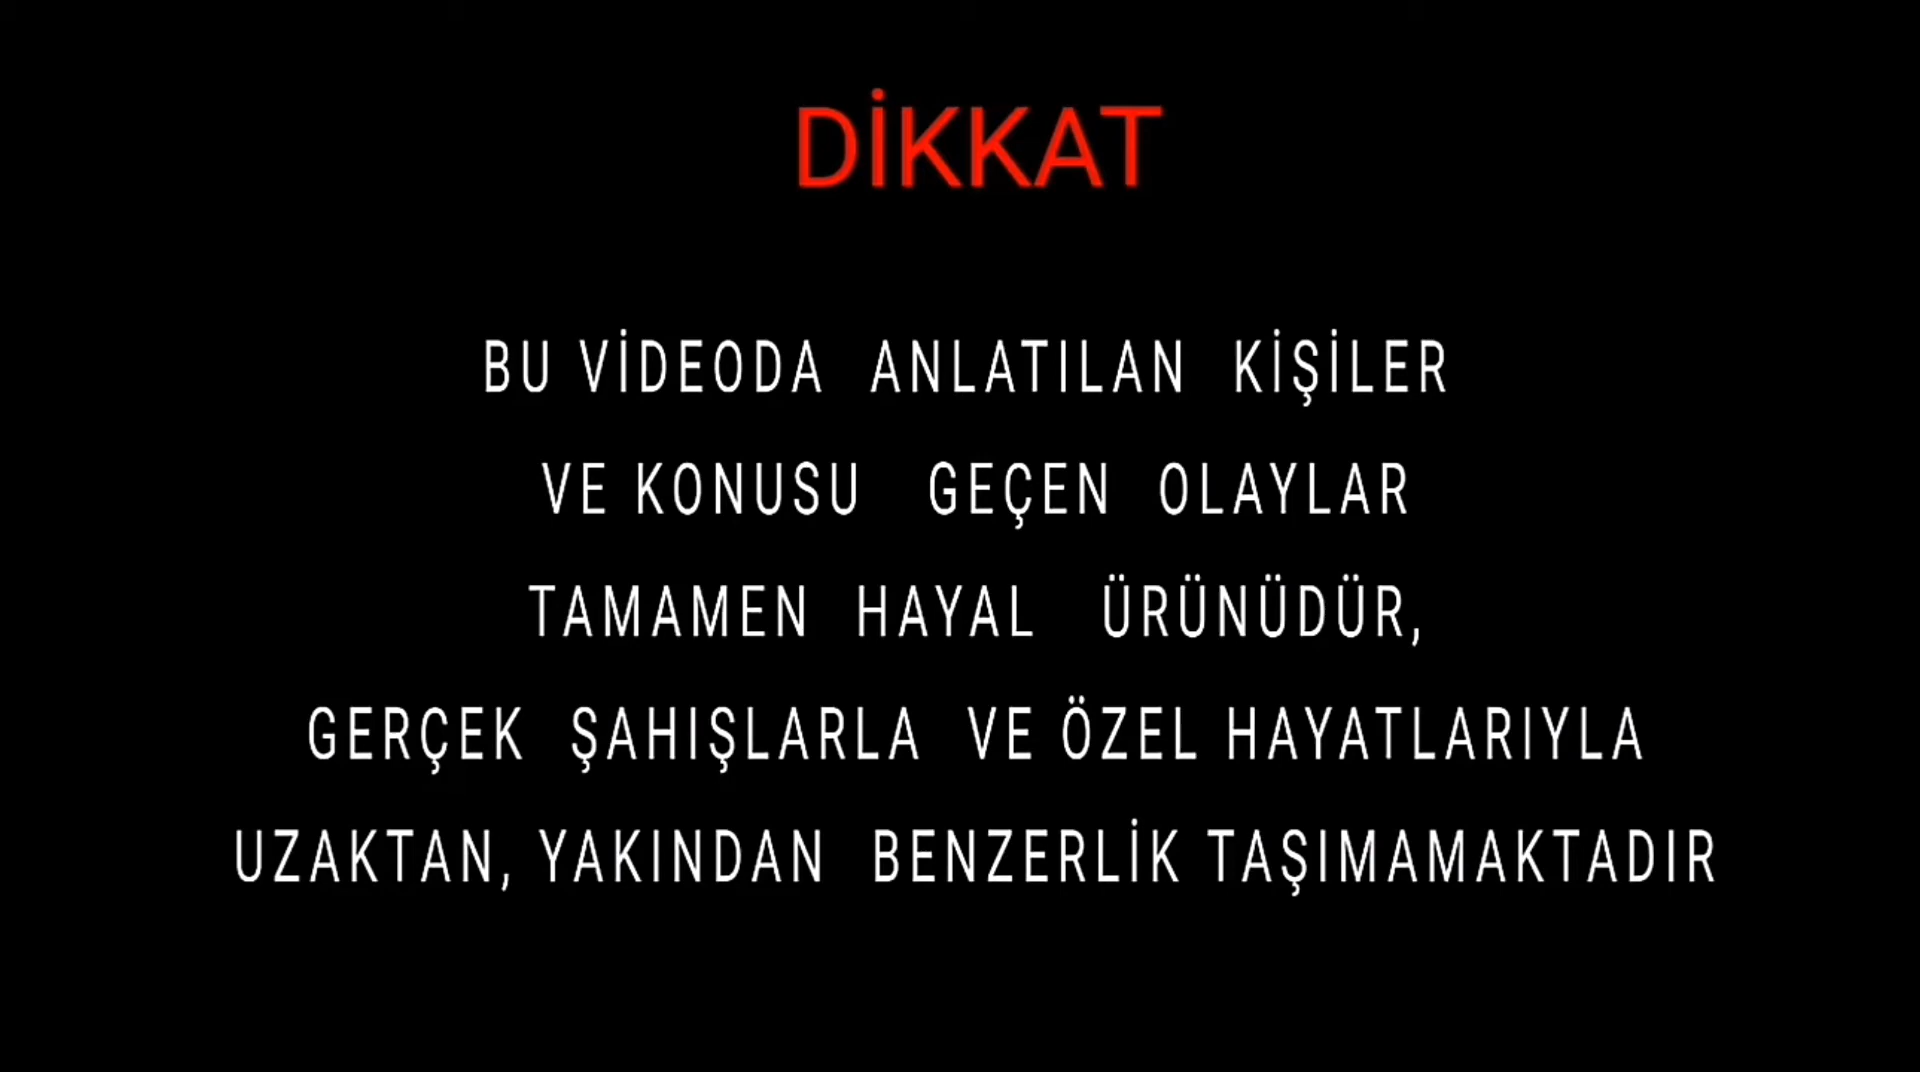 DİKKAT
BU VİDEODA ANLATILAN KİŞİLER
VE KONUSU GEÇEN OLAYLAR
TAMAMEN HAYAL ÜRÜNÜDÜR,
GERÇEK ŞAHIŞLARLA VE ÖZEL HAYATLARIYLA
UZAKTAN, YAKINDAN BENZERLİK TAŞIMAMAKTADIR